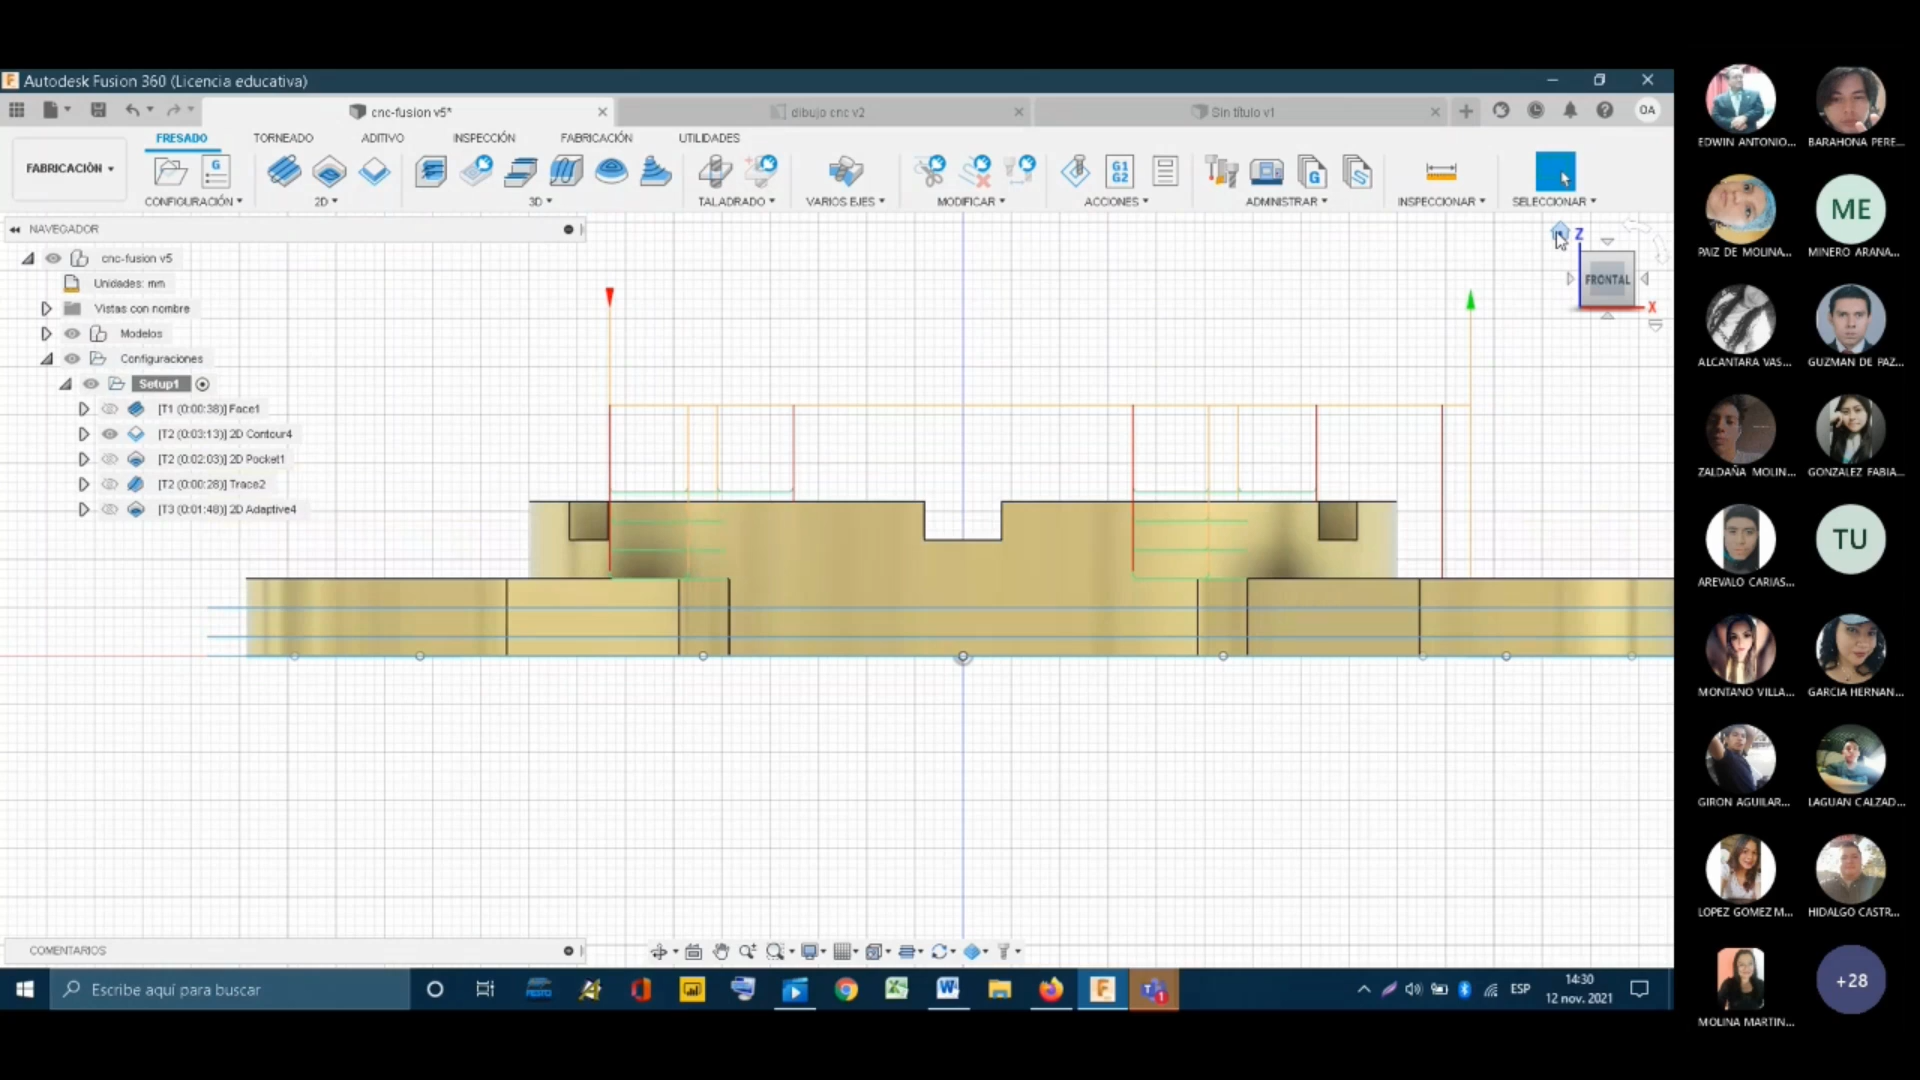 Autodesk Fusion 360 (Licencia educativa)
cnc-fusion v5*
dibujo cnc v2
Sin título v1
OA
FABRICACIÓN
FRESADO
TORNEADO
ADITIVO
INSPECCIÓN
FABRICACIÓN
UTILIDADES
CONFIGURACIÓN
2D
3D
TALADRADO
VARIOS EJES
MODIFICAR
G1
G2
ACCIONES
ADMINISTRAR
INSPECCIONAR
SELECCIONAR
NAVEGADOR
cnc-fusion v5
Unidades: mm
Vistas con nombre
Modelos
Configuraciones
Setup1
[T1 (0:00:38)] Face1
[T2 (0:03:13)] 2D Contour4
[T2 (0:02:03)] 2D Pocket1
[T2 (0:00:28)] Trace2
[T3 (0:01:48)] 2D Adaptive4
Z
FRONTAL
X
COMENTARIOS
Escribe aquí para buscar
ESP
14:30
12 nov. 2021
EDWIN ANTONIO...
BARAHONA PERE...
PAIZ DE MOLINA...
ME
MINERO ARANA...
ALCANTARA VAS...
GUZMAN DE PAZ...
ZALDAÑA MOLIN...
GONZALEZ FABIA...
AREVALO CARIAS...
TU
MONTANO VILLA...
GARCIA HERNAN...
GIRON AGUILAR...
LAGUAN CALZAD...
LOPEZ GOMEZ M...
HIDALGO CASTR...
MOLINA MARTIN...
+28